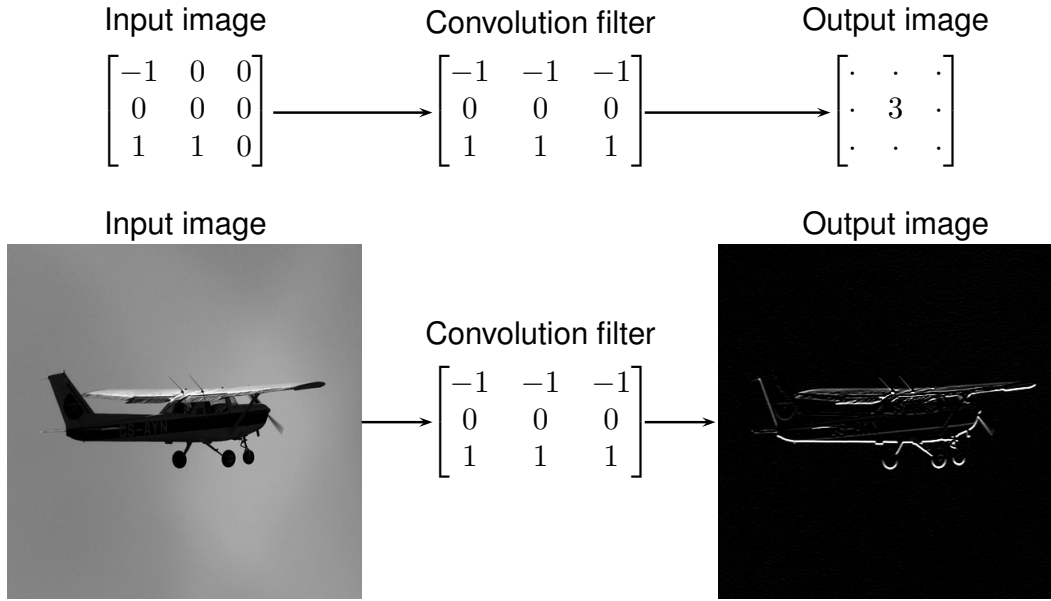 Input image Convolution filter Output image
−1 0 0 −1 −1 −1 · · ·
0 0 0 0 0 0 · 3 ·
1 1 0 1 1 1 · · ·
Input image Output image
Convolution filter
−1 −1 −1
0 0 0
1 1 1
CS-AYN